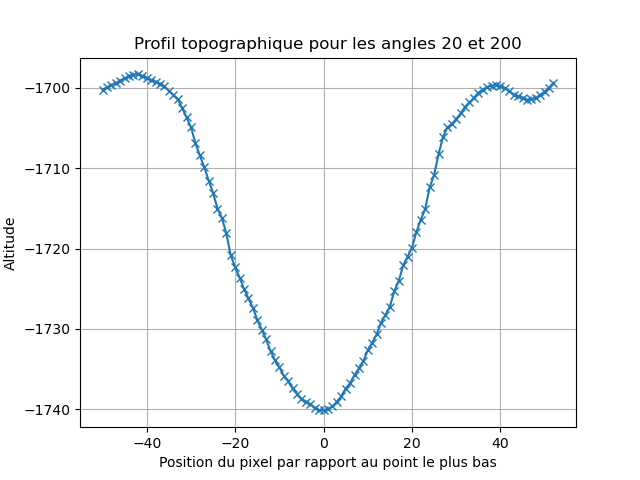 Profil topographique pour les angles 20 et 200
Altitude
−1700
−1710
−1720
−1730
−1740
−40 −20 0 20 40
Position du pixel par rapport au point le plus bas